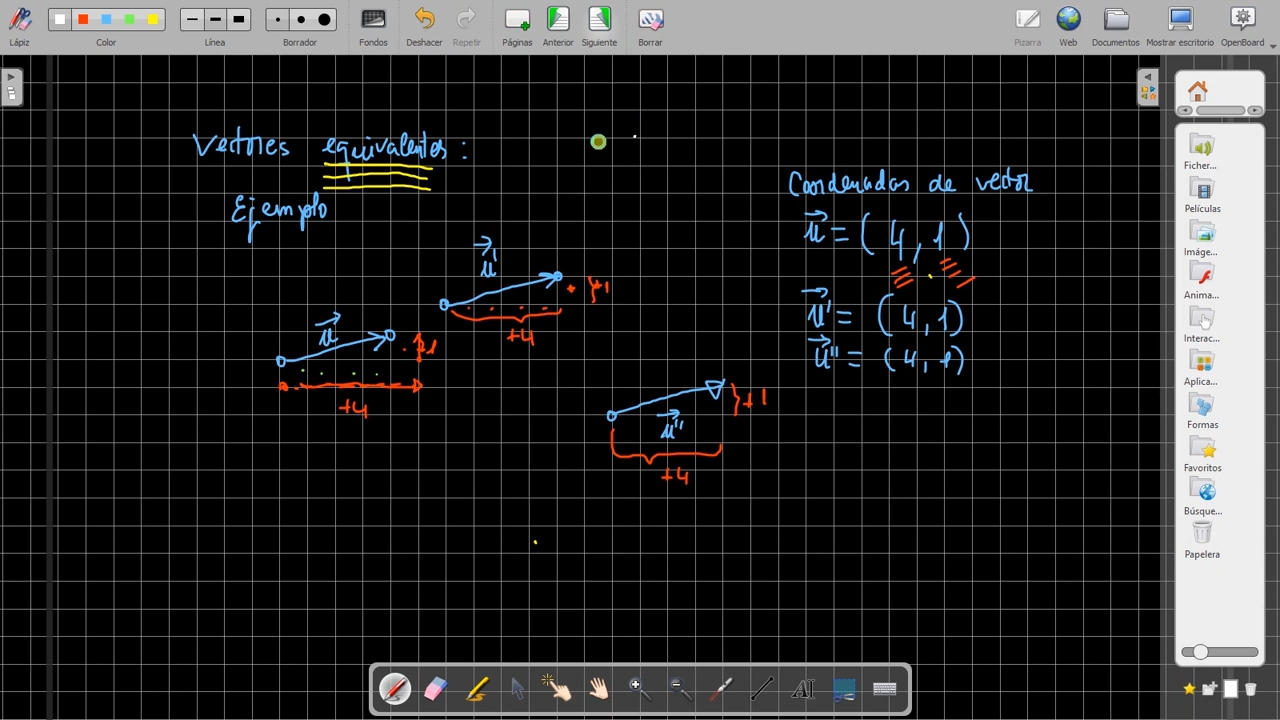 Lápiz Color Línea Borrador Fondos Deshacer Repetir Páginas Anterior Siguiente Borrar Pizarra Web Documentos Mostrar escritorio OpenBoard
Vectores equivalentes:
Ejemplo
u'
+1
+4
u
+1
+4
+1
u''
+4
Coordenadas de vector
u = (4, 1)
u' = (4, 1)
u'' = (4, 1)
Ficher...
Películas
Imáge...
Anima...
Interac...
Aplica...
Formas
Favoritos
Búsque...
Papelera